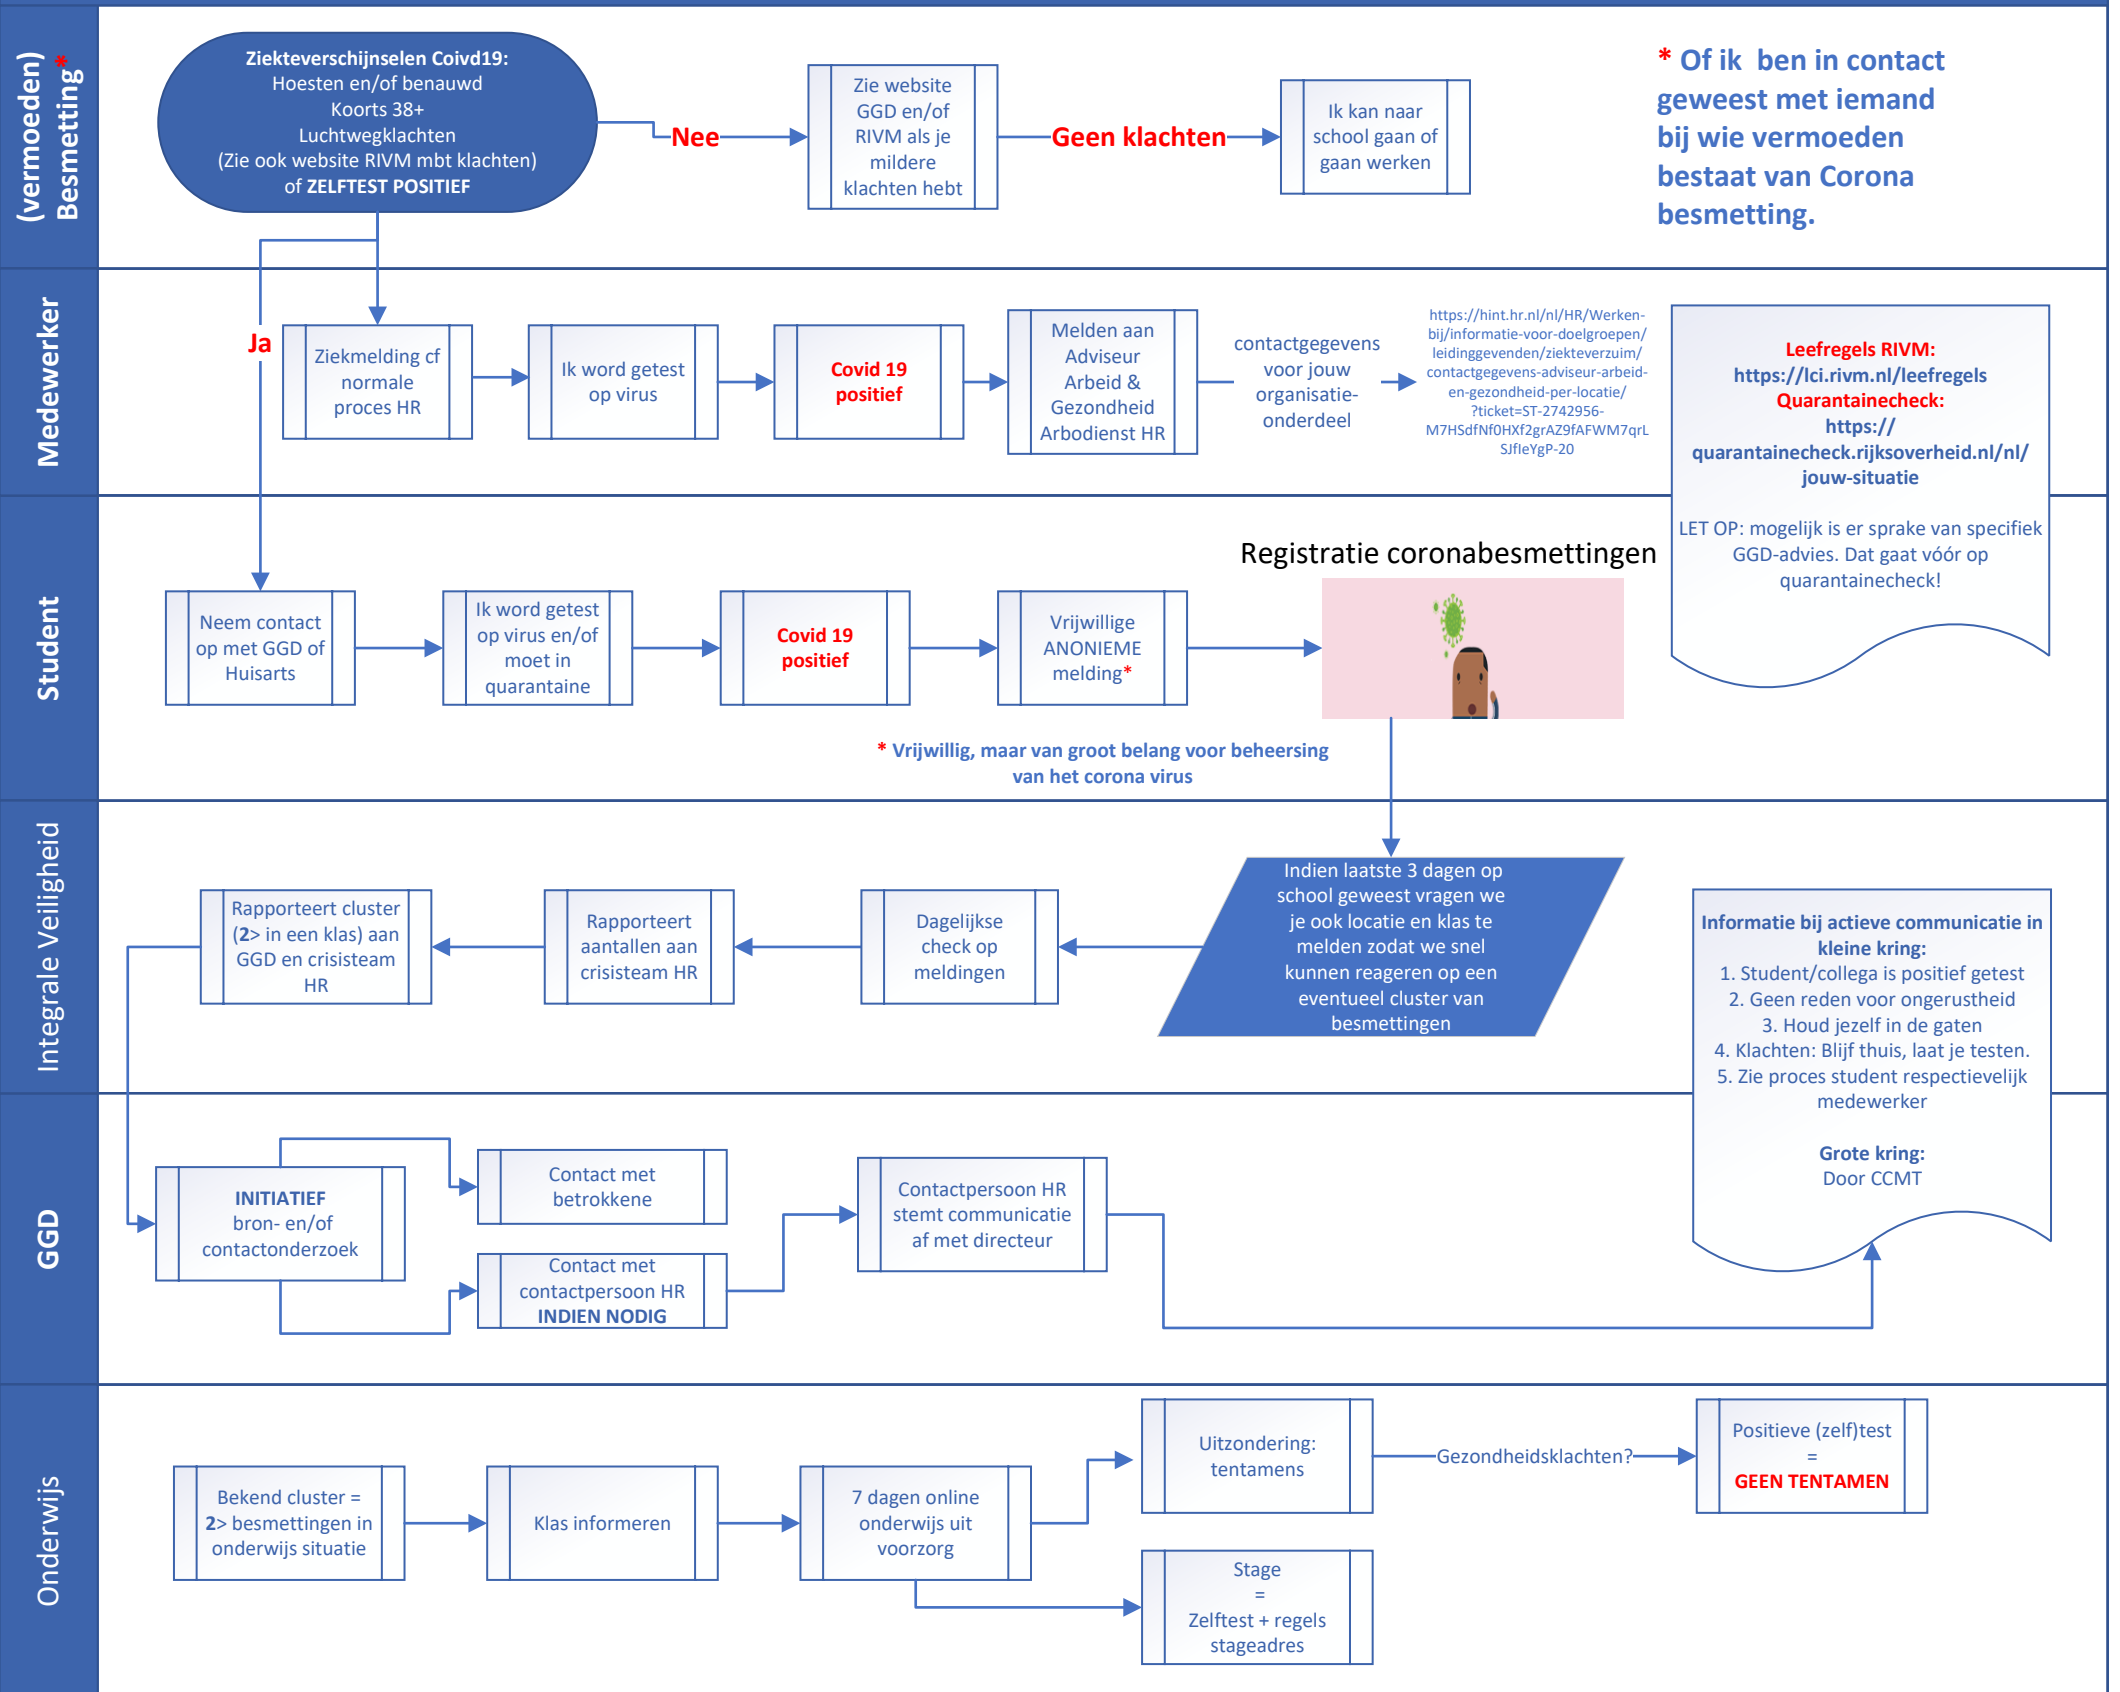 (vermoeden)
Besmetting*
Ziekteverschijnselen Coivd19:
Hoesten en/of benauwd
Koorts 38+
Luchtwegklachten
(Zie ook website RIVM mbt klachten)
of ZELFTEST POSITIEF
Nee
Zie website
GGD en/of
RIVM als je
mildere
klachten hebt
Geen klachten
Ik kan naar
school gaan of
gaan werken
* Of ik ben in contact
geweest met iemand
bij wie vermoeden
bestaat van Corona
besmetting.
Medewerker
Ja
Ziekmelding cf
normale
proces HR
Ik word getest
op virus
Covid 19
positief
Melden aan
Adviseur
Arbeid &
Gezondheid
Arbodienst HR
contactgegevens
voor jouw
organisatie-
onderdeel
https://hint.hr.nl/nl/HR/Werken-
bij/informatie-voor-doelgroepen/
leidinggevenden/ziekteverzuim/
contactgegevens-adviseur-arbeid-
en-gezondheid-per-locatie/
?ticket=ST-2742956-
M7HSdfNf0HXf2grAZ9fAFWM7qrL
SJfIeYgP-20
Leefregels RIVM:
https://lci.rivm.nl/leefregels
Quarantainecheck:
https://
quarantainecheck.rijksoverheid.nl/nl/
jouw-situatie
LET OP: mogelijk is er sprake van specifiek
GGD-advies. Dat gaat vóór op
quarantainecheck!
Student
Neem contact
op met GGD of
Huisarts
Ik word getest
op virus en/of
moet in
quarantaine
Covid 19
positief
Vrijwillige
ANONIEME
melding*
Registratie coronabesmettingen
* Vrijwillig, maar van groot belang voor beheersing
van het corona virus
Integrale Veiligheid
Rapporteert cluster
(2> in een klas) aan
GGD en crisisteam
HR
Rapporteert
aantallen aan
crisisteam HR
Dagelijkse
check op
meldingen
Indien laatste 3 dagen op
school geweest vragen we
je ook locatie en klas te
melden zodat we snel
kunnen reageren op een
eventueel cluster van
besmettingen
Informatie bij actieve communicatie in
kleine kring:
1. Student/collega is positief getest
2. Geen reden voor ongerustheid
3. Houd jezelf in de gaten
4. Klachten: Blijf thuis, laat je testen.
5. Zie proces student respectievelijk
medewerker
Grote kring:
Door CCMT
GGD
INITIATIEF
bron- en/of
contactonderzoek
Contact met
betrokkene
Contact met
contactpersoon HR
INDIEN NODIG
Contactpersoon HR
stemt communicatie
af met directeur
Onderwijs
Bekend cluster =
2> besmettingen in
onderwijs situatie
Klas informeren
7 dagen online
onderwijs uit
voorzorg
Uitzondering:
tentamens
Gezondheidsklachten?
Positieve (zelf)test
=
GEEN TENTAMEN
Stage
=
Zelftest + regels
stageadres